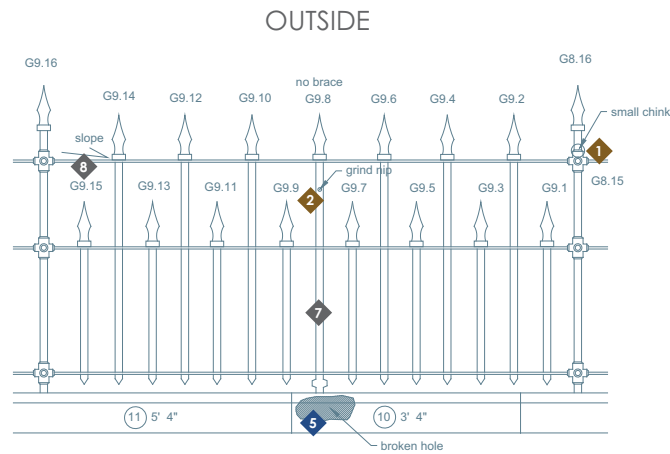 OUTSIDE
G9.16
G8.16
no brace
G9.14
G9.12
G9.10
G9.8
G9.6
G9.4
G9.2
small chink
slope
1
8
grind nip
G9.15
G9.13
G9.11
G9.9
2
G9.7
G9.5
G9.3
G9.1
G8.15
7
11 5' 4"
5
10 3' 4"
broken hole